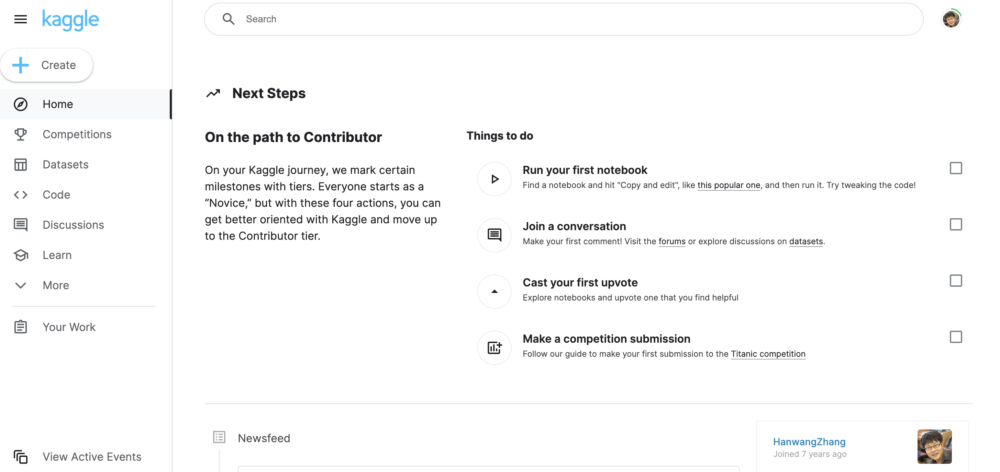 kaggle
Search
Create
Home
Competitions
Datasets
Code
Discussions
Learn
More
Your Work
View Active Events
Next Steps
On the path to Contributor
On your Kaggle journey, we mark certain
milestones with tiers. Everyone starts as a
“Novice,” but with these four actions, you can
get better oriented with Kaggle and move up
to the Contributor tier.
Things to do
Run your first notebook
Find a notebook and hit "Copy and edit", like this popular one, and then run it. Try tweaking the code!
Join a conversation
Make your first comment! Visit the forums or explore discussions on datasets.
Cast your first upvote
Explore notebooks and upvote one that you find helpful
Make a competition submission
Follow our guide to make your first submission to the Titanic competition
Newsfeed
HanwangZhang
Joined 7 years ago